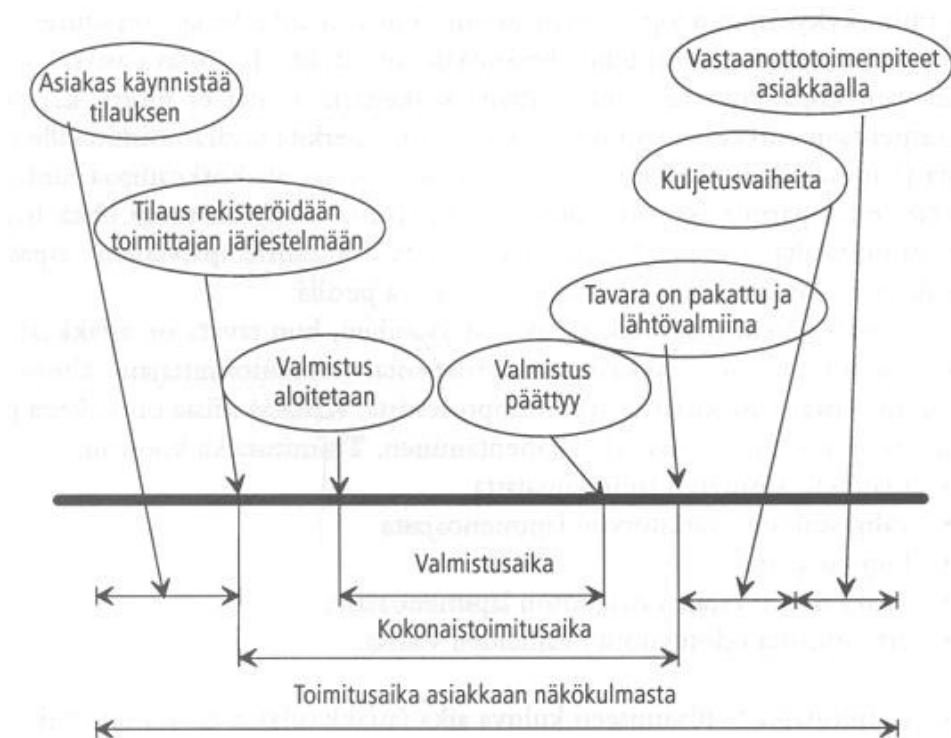 Asiakas käynnistää
tilauksen
Vastaanottotoimenpiteet
asiakkaalla
Tilaus rekisteröidään
toimittajan järjestelmään
Kuljetusvaiheita
Tavara on pakattu ja
lähtövalmiina
Valmistus
aloitetaan
Valmistus
päättyy
Valmistusaika
Kokonaistoimitusaika
Toimitusaika asiakkaan näkökulmasta